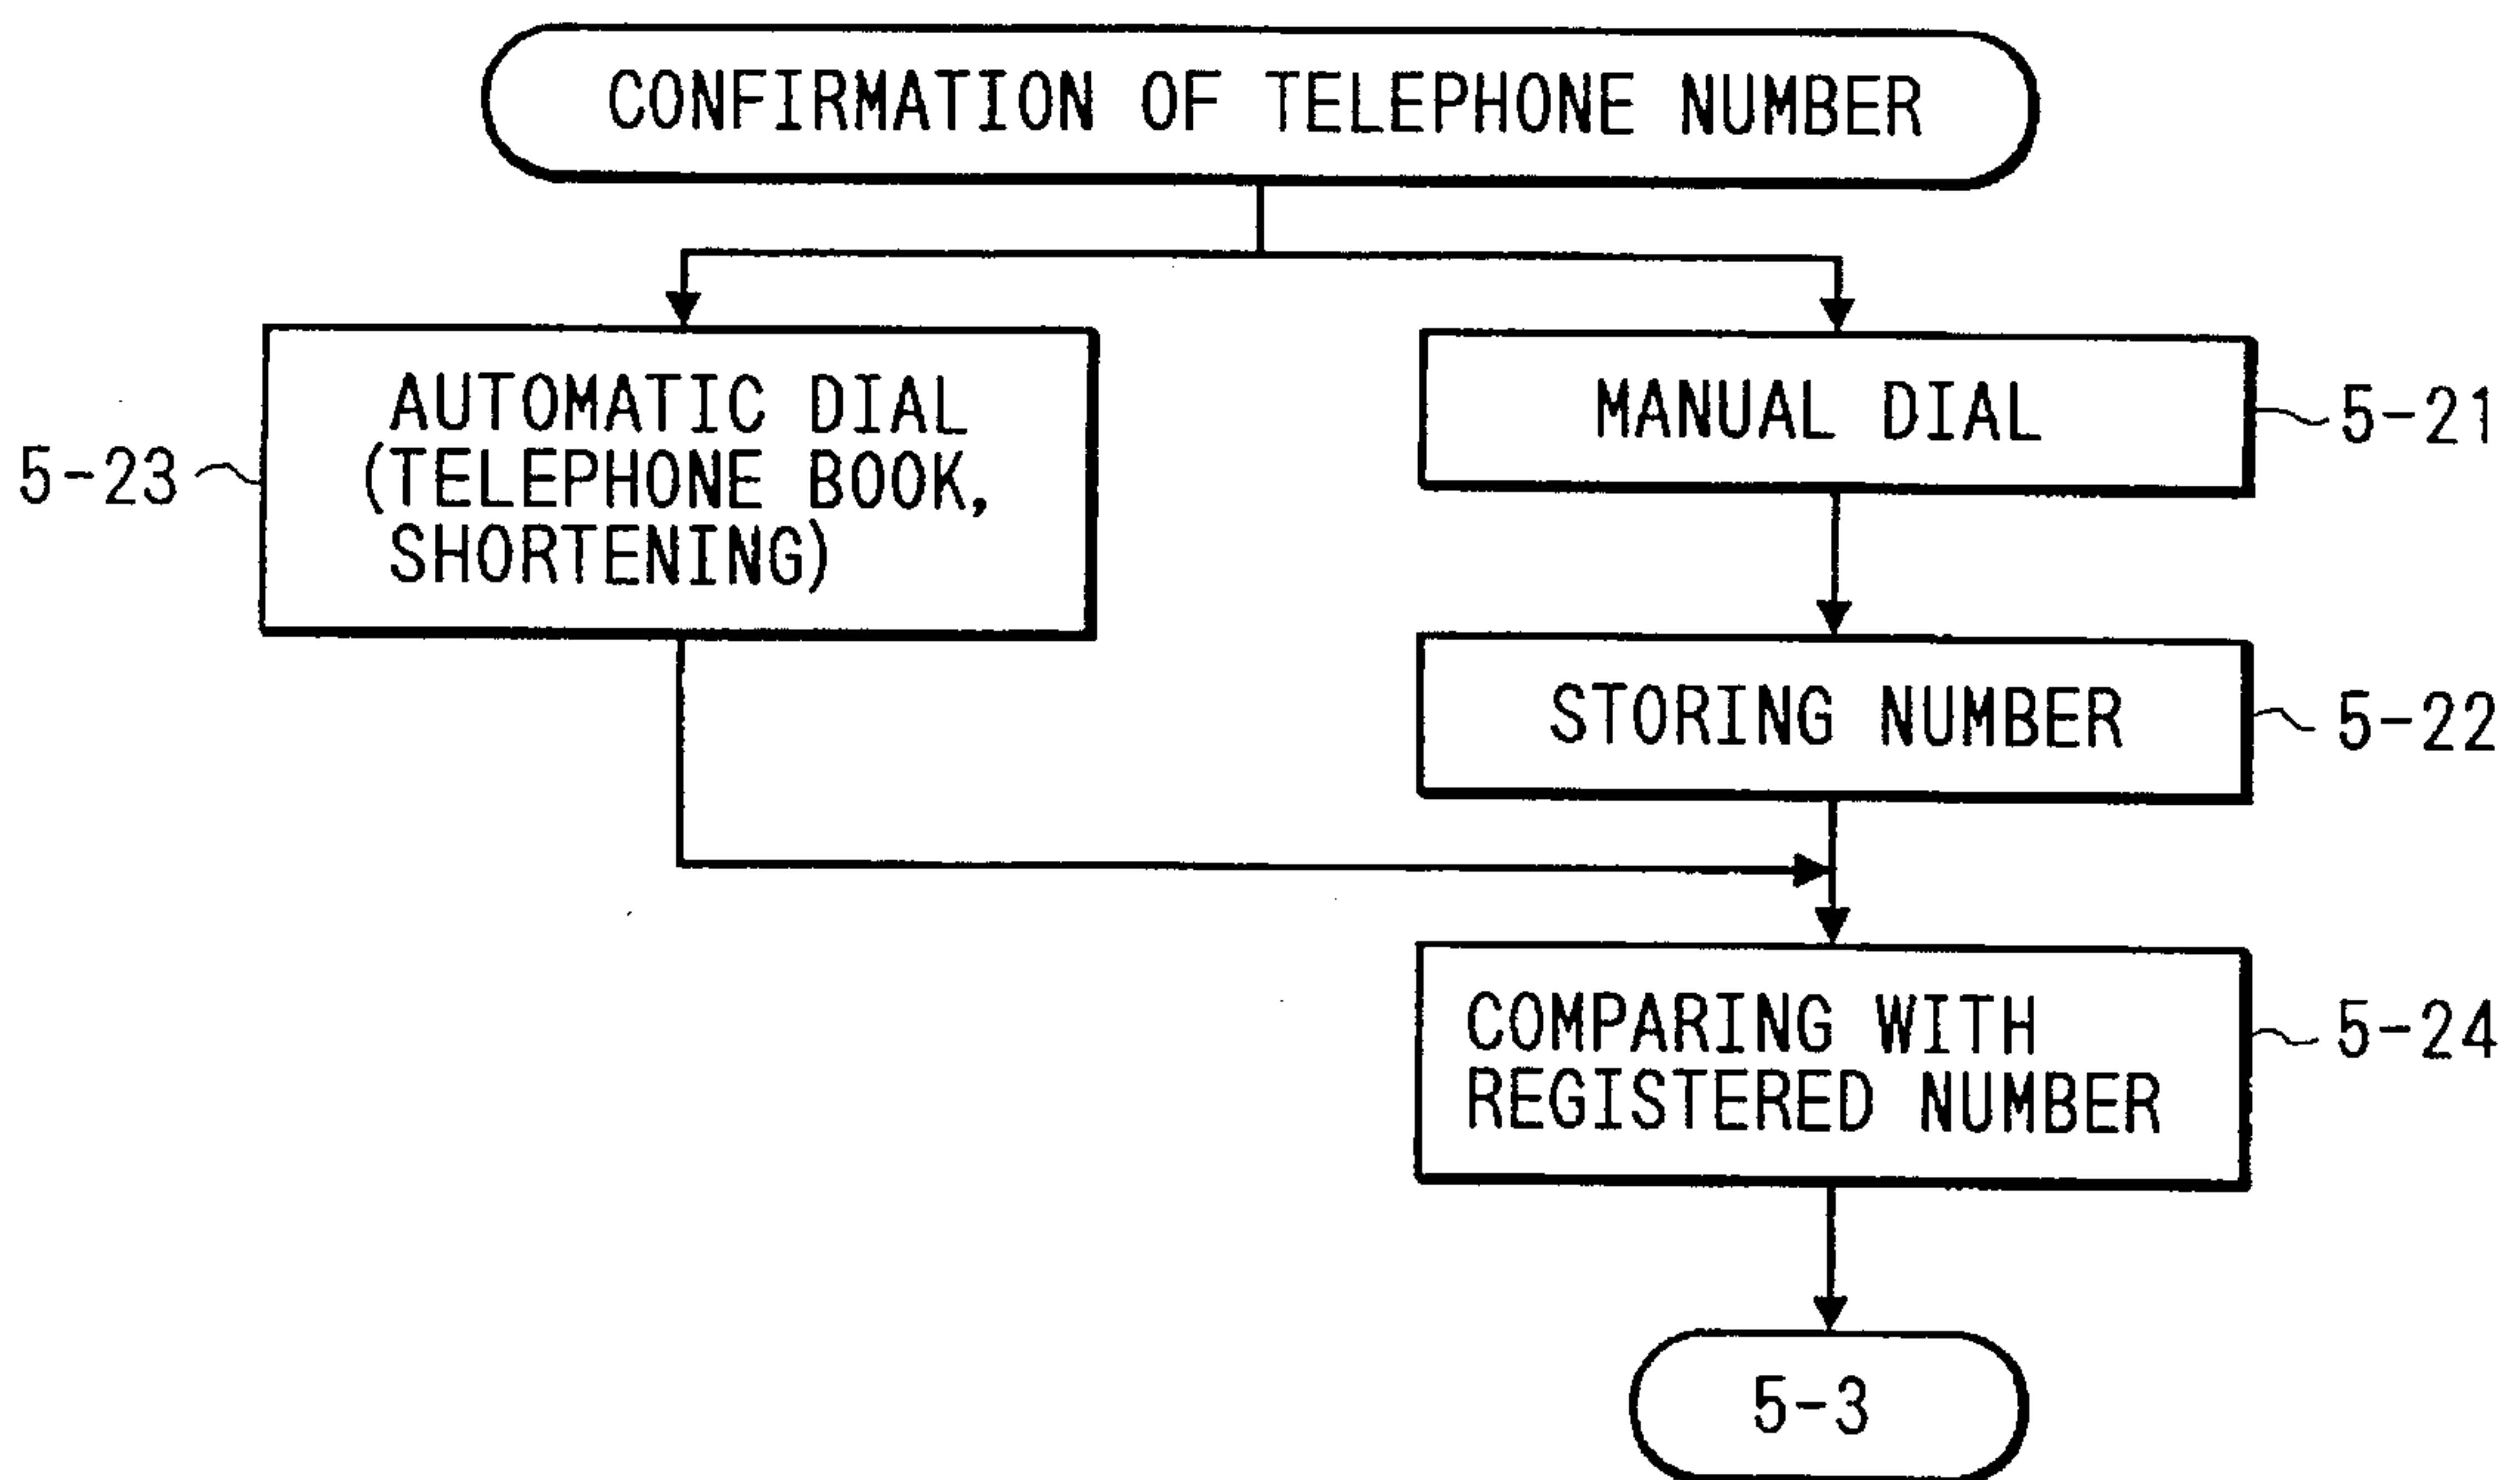 CONFIRMATION OF TELEPHONE NUMBER
AUTOMATIC DIAL
(TELEPHONE BOOK,
SHORTENING)
5-23
MANUAL DIAL
5-21
STORING NUMBER
5-22
COMPARING WITH
REGISTERED NUMBER
5-24
5-3